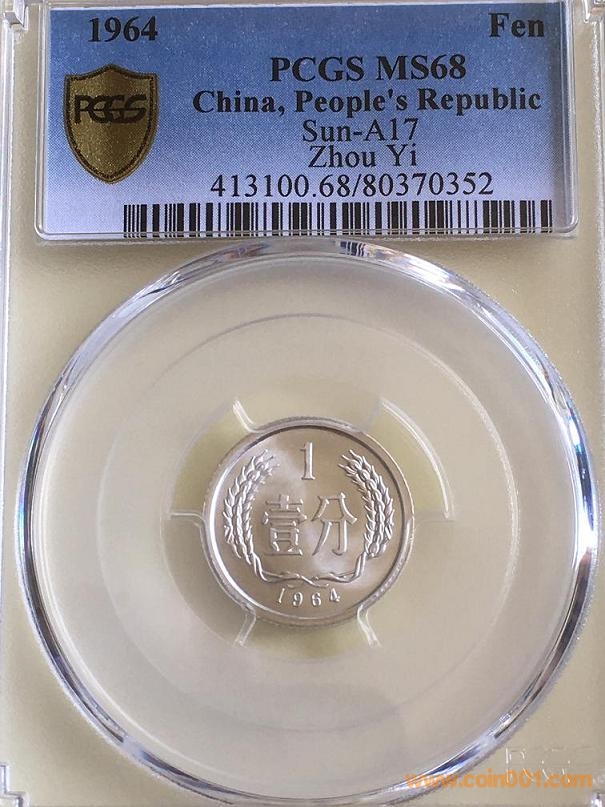 1964 Fen
PCGS
PCGS MS68
China, People's Republic
Sun-A17
Zhou Yi
413100.68/80370352
1
壹分
1964
PCGS
www.coin001.com